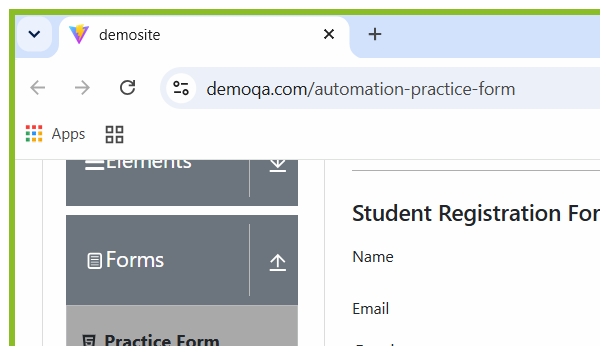 demosite
demoqa.com/automation-practice-form
Apps
Elements
Forms
Practice Form
Student Registration For
Name
Email